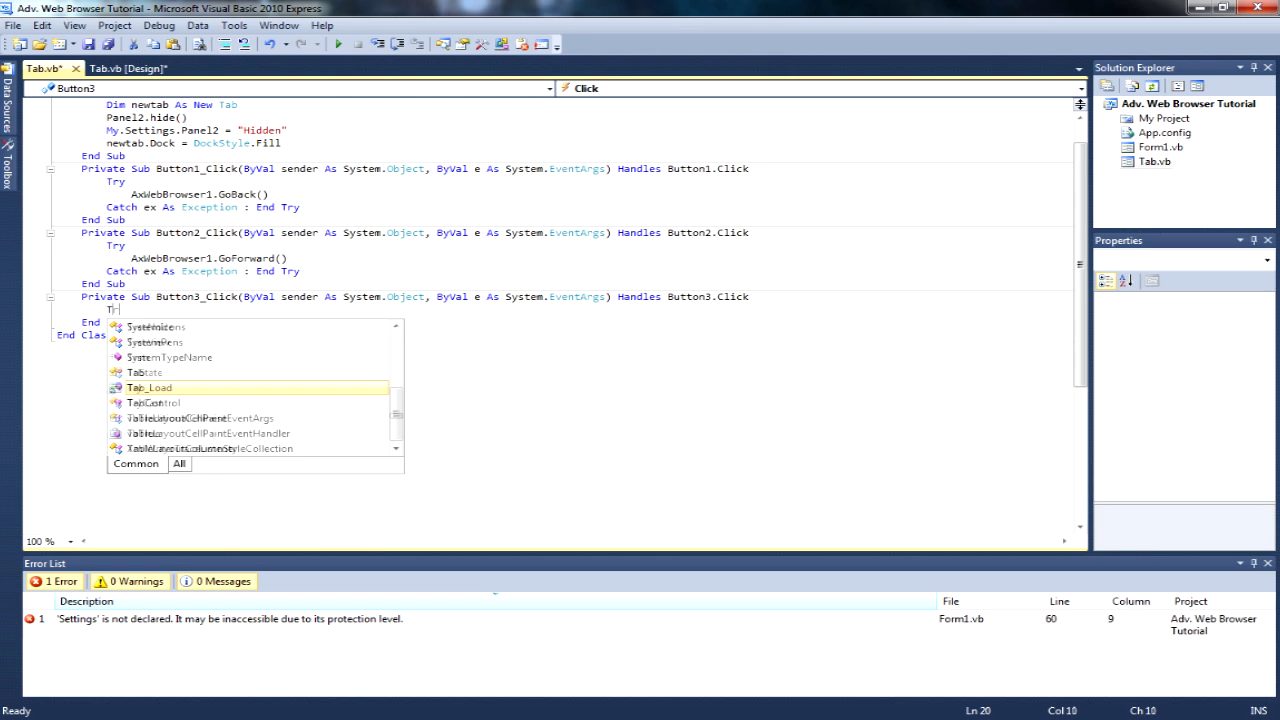 Adv. Web Browser Tutorial - Microsoft Visual Basic 2010 Express
File Edit View Project Debug Data Tools Window Help
Tab.vb* Tab.vb [Design]*
Button3 Click
Data Sources
Toolbox
Dim newtab As New Tab
Panel2.hide()
My.Settings.Panel2 = "Hidden"
newtab.Dock = DockStyle.Fill
End Sub
Private Sub Button1_Click(ByVal sender As System.Object, ByVal e As System.EventArgs) Handles Button1.Click
Try
AxWebBrowser1.GoBack()
Catch ex As Exception : End Try
End Sub
Private Sub Button2_Click(ByVal sender As System.Object, ByVal e As System.EventArgs) Handles Button2.Click
Try
AxWebBrowser1.GoForward()
Catch ex As Exception : End Try
End Sub
Private Sub Button3_Click(ByVal sender As System.Object, ByVal e As System.EventArgs) Handles Button3.Click
Tr
End
End Clas
SystemTypeName
Tab_Load
Common All
100 %
Solution Explorer
Adv. Web Browser Tutorial
My Project
App.config
Form1.vb
Tab.vb
Properties
Error List
1 Error 0 Warnings 0 Messages
Description File Line Column Project
1 'Settings' is not declared. It may be inaccessible due to its protection level. Form1.vb 60 9 Adv. Web Browser Tutorial
Ready Ln 20 Col 10 Ch 10 INS